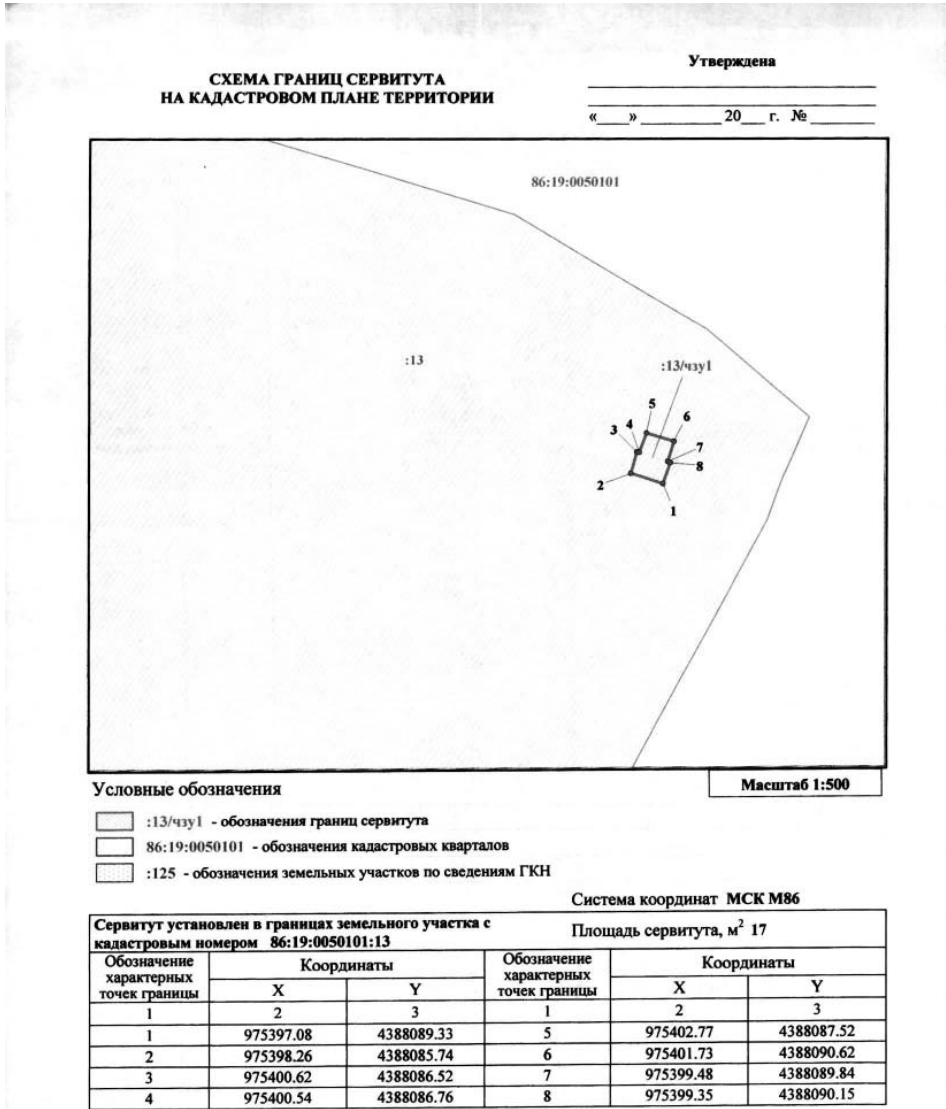 Утверждена
СХЕМА ГРАНИЦ СЕРВИТУТА
НА КАДАСТРОВОМ ПЛАНЕ ТЕРРИТОРИИ
«____» __________ 20___ г. № _______
86:19:0050101
:13
:13/чзу1
5
6
4
3
7
8
2
1
Масштаб 1:500
Условные обозначения
:13/чзу1 - обозначения границ сервитута
86:19:0050101 - обозначения кадастровых кварталов
:125 - обозначения земельных участков по сведениям ГКН
Система координат МСК М86
Сервитут установлен в границах земельного участка с
кадастровым номером 86:19:0050101:13
Площадь сервитута, м² 17
Обозначение характерных точек границы Координаты Обозначение характерных точек границы Координаты
X Y X Y
1 2 3 1 2 3
1 975397.08 4388089.33 5 975402.77 4388087.52
2 975398.26 4388085.74 6 975401.73 4388090.62
3 975400.62 4388086.52 7 975399.48 4388089.84
4 975400.54 4388086.76 8 975399.35 4388090.15